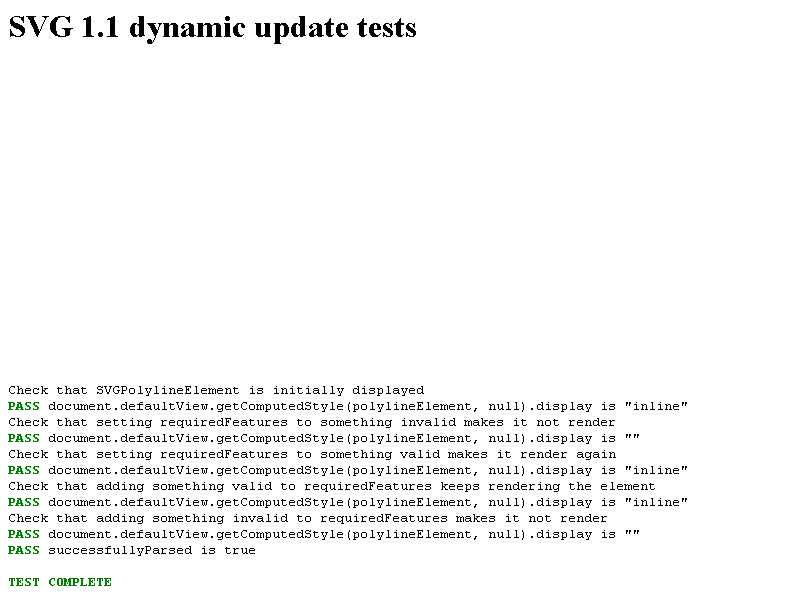 SVG 1.1 dynamic update tests
Check that SVGPolylineElement is initially displayed
PASS document.defaultView.getComputedStyle(polylineElement, null).display is "inline"
Check that setting requiredFeatures to something invalid makes it not render
PASS document.defaultView.getComputedStyle(polylineElement, null).display is ""
Check that setting requiredFeatures to something valid makes it render again
PASS document.defaultView.getComputedStyle(polylineElement, null).display is "inline"
Check that adding something valid to requiredFeatures keeps rendering the element
PASS document.defaultView.getComputedStyle(polylineElement, null).display is "inline"
Check that adding something invalid to requiredFeatures makes it not render
PASS document.defaultView.getComputedStyle(polylineElement, null).display is ""
PASS successfullyParsed is true
TEST COMPLETE